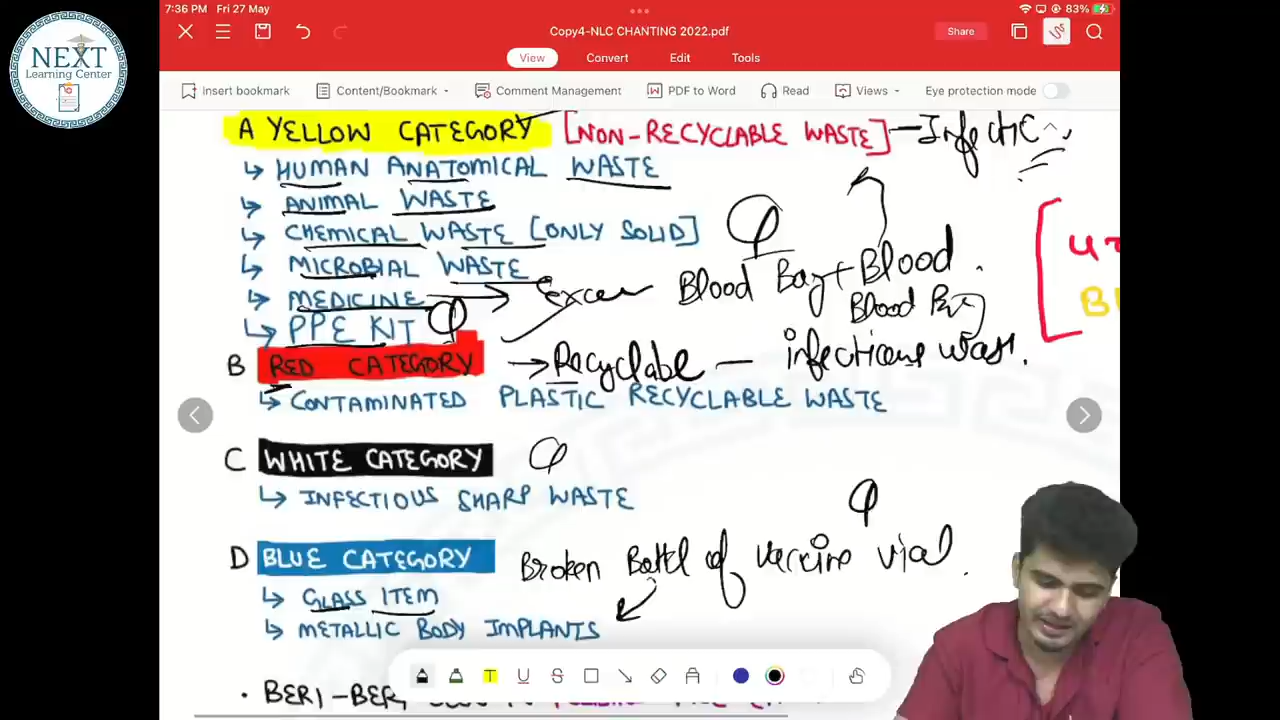 7:36 PM Fri 27 May
83%
NEXT
Learning Center
Copy4-NLC CHANTING 2022.pdf
Share
View Convert Edit Tools
Insert bookmark Content/Bookmark Comment Management PDF to Word Read Views Eye protection mode
A YELLOW CATEGORY [NON-RECYCLABLE WASTE] — Infectic
↳ HUMAN ANATOMICAL WASTE
↳ ANIMAL WASTE
↳ CHEMICAL WASTE [ONLY SOLID]
↳ MICROBIAL WASTE
Blood Bag + Blood
↳ MEDICINE →
Blood
↳ PPE KIT
B RED CATEGORY → Recyclable — infectious
↳ CONTAMINATED PLASTIC RECYCLABLE WASTE
C WHITE CATEGORY
↳ INFECTIOUS SHARP WASTE
D BLUE CATEGORY Broken Bottl of vaccine vial
↳ GLASS ITEM
↳ METALLIC BODY IMPLANTS
T U S A
• BERI-BERI